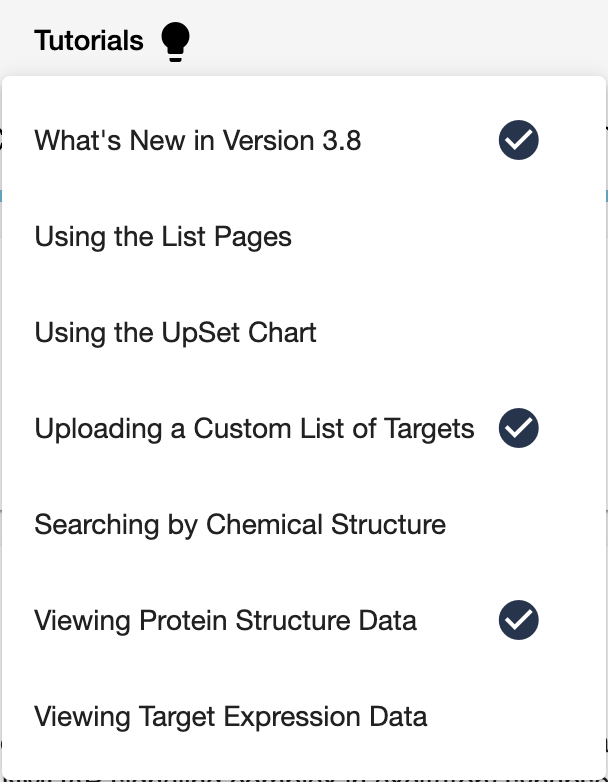 Tutorials
What's New in Version 3.8
Using the List Pages
Using the UpSet Chart
Uploading a Custom List of Targets
Searching by Chemical Structure
Viewing Protein Structure Data
Viewing Target Expression Data